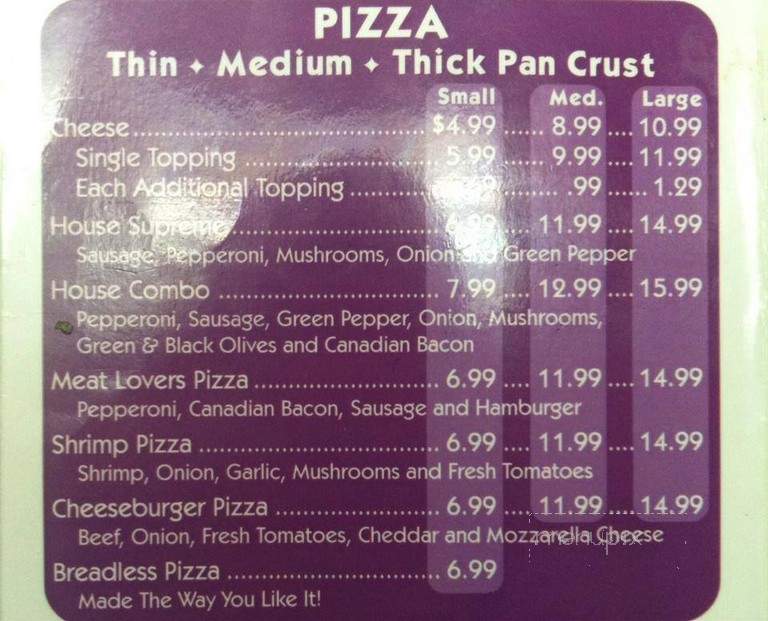 PIZZA
Thin ✦ Medium ✦ Thick Pan Crust
Small Med. Large
Cheese $4.99 8.99 10.99
Single Topping 5.99 9.99 11.99
Each Additional Topping .99 1.29
House Supreme 6.99 11.99 14.99
Sausage, Pepperoni, Mushrooms, Onion and Green Pepper
House Combo 7.99 12.99 15.99
Pepperoni, Sausage, Green Pepper, Onion, Mushrooms,
Green & Black Olives and Canadian Bacon
Meat Lovers Pizza 6.99 11.99 14.99
Pepperoni, Canadian Bacon, Sausage and Hamburger
Shrimp Pizza 6.99 11.99 14.99
Shrimp, Onion, Garlic, Mushrooms and Fresh Tomatoes
Cheeseburger Pizza 6.99 11.99 14.99
Beef, Onion, Fresh Tomatoes, Cheddar and Mozzarella Cheese
menupix
Breadless Pizza 6.99
Made The Way You Like It!